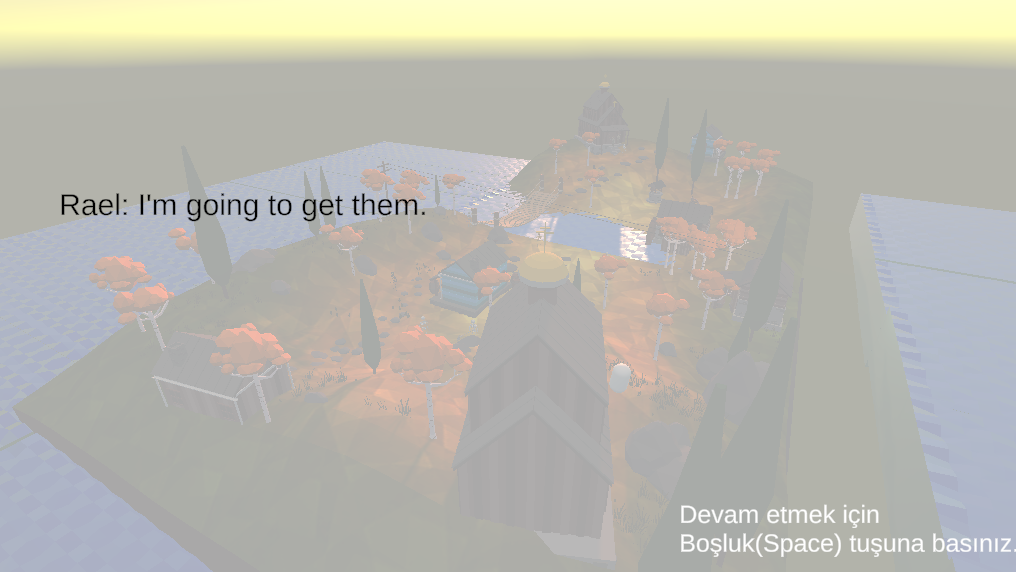 Rael: I'm going to get them.
Devam etmek için
Boşluk(Space) tuşuna basınız.